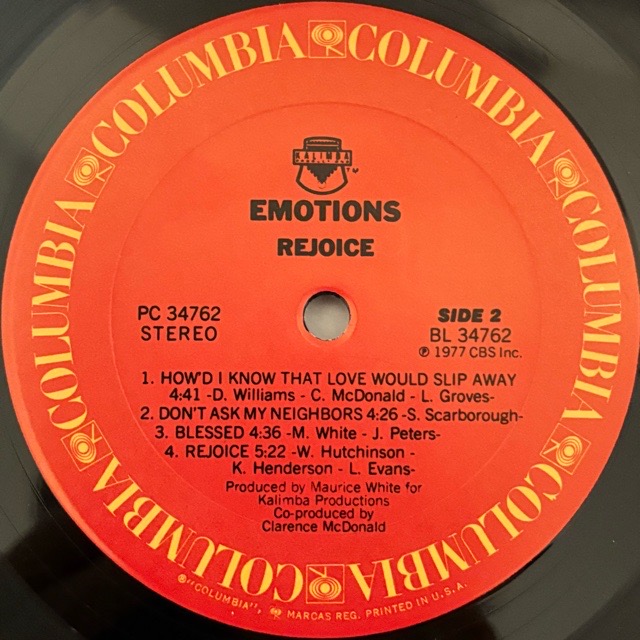 COLUMBIA COLUMBIA COLUMBIA COLUMBIA COLUMBIA COLUMBIA
KALIMBA
TM
EMOTIONS
REJOICE
PC 34762
STEREO
SIDE 2
BL 34762
℗ 1977 CBS Inc.
1. HOW'D I KNOW THAT LOVE WOULD SLIP AWAY
4:41 -D. Williams - C. McDonald - L. Groves-
2. DON'T ASK MY NEIGHBORS 4:26 -S. Scarborough-
3. BLESSED 4:36 -M. White - J. Peters-
4. REJOICE 5:22 -W. Hutchinson -
K. Henderson - L. Evans-
Produced by Maurice White for
Kalimba Productions
Co-produced by
Clarence McDonald
®"COLUMBIA", MARCAS REG. PRINTED IN U.S.A.